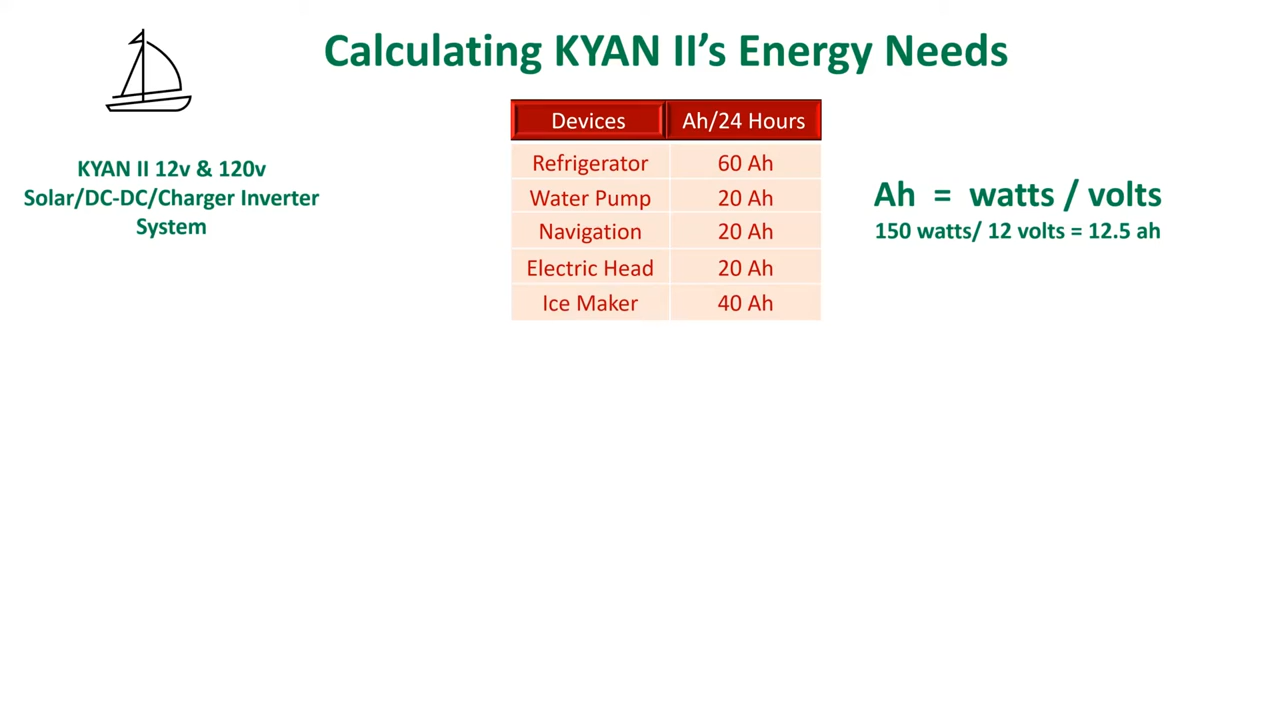 Calculating KYAN II’s Energy Needs
KYAN II 12v & 120v
Solar/DC-DC/Charger Inverter
System
Devices Ah/24 Hours
Refrigerator 60 Ah
Water Pump 20 Ah
Navigation 20 Ah
Electric Head 20 Ah
Ice Maker 40 Ah
Ah = watts / volts
150 watts/ 12 volts = 12.5 ah